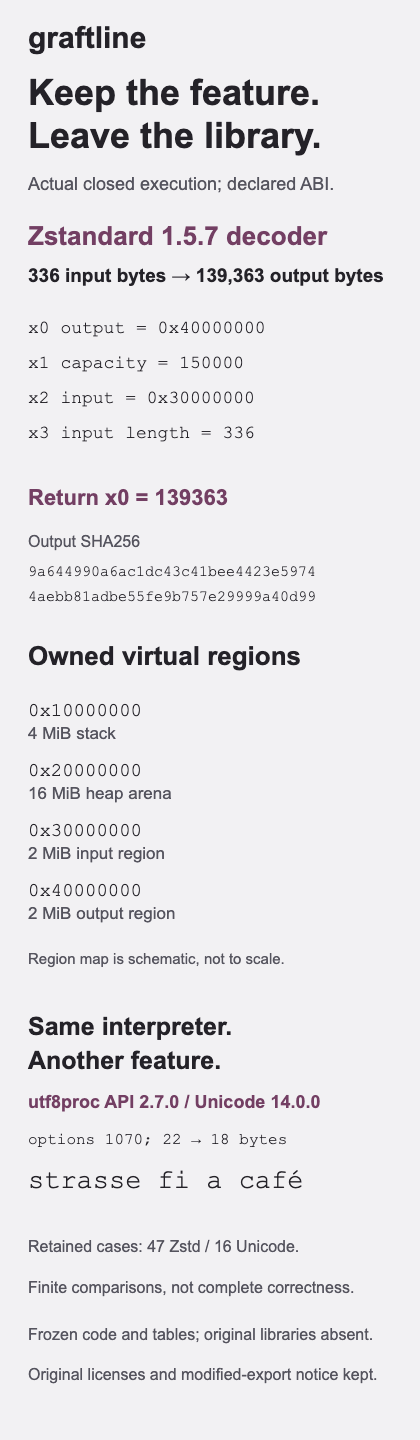 graftline
Keep the feature.
Leave the library.
Actual closed execution; declared ABI.
Zstandard 1.5.7 decoder
336 input bytes → 139,363 output bytes
x0 output = 0x40000000
x1 capacity = 150000
x2 input = 0x30000000
x3 input length = 336
Return x0 = 139363
Output SHA256
9a644990a6ac1dc43c41bee4423e5974
4aebb81adbe55fe9b757e29999a40d99
Owned virtual regions
0x10000000
4 MiB stack
0x20000000
16 MiB heap arena
0x30000000
2 MiB input region
0x40000000
2 MiB output region
Region map is schematic, not to scale.
Same interpreter.
Another feature.
utf8proc API 2.7.0 / Unicode 14.0.0
options 1070; 22 → 18 bytes
strasse fi a café
Retained cases: 47 Zstd / 16 Unicode.
Finite comparisons, not complete correctness.
Frozen code and tables; original libraries absent.
Original licenses and modified-export notice kept.